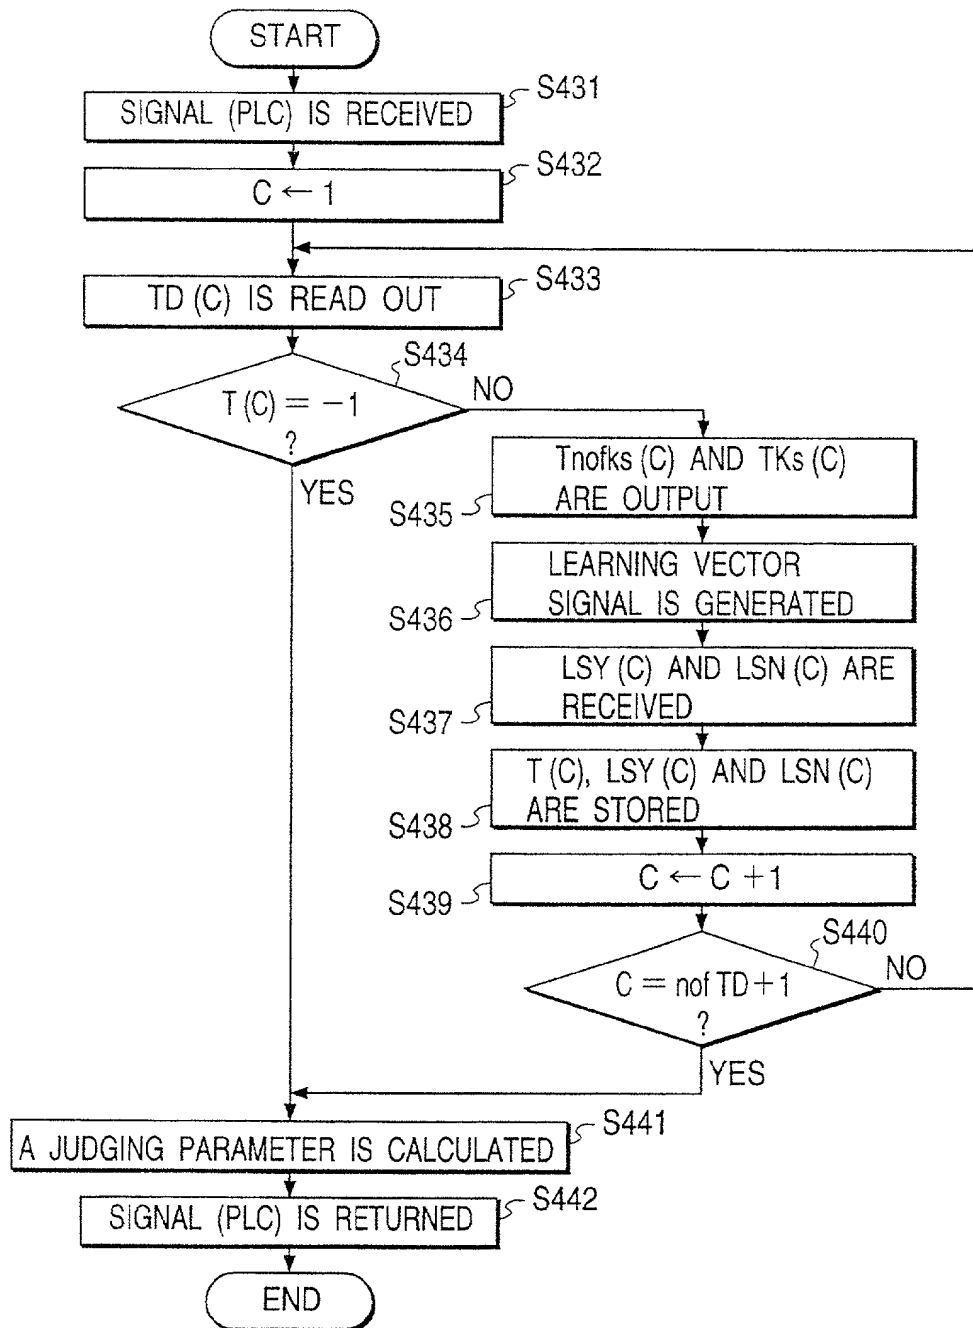 START
SIGNAL (PLC) IS RECEIVED
S431
C ← 1
S432
TD (C) IS READ OUT
S433
T (C) = −1
?
S434
NO
YES
Tnofks (C) AND TKs (C)
ARE OUTPUT
S435
LEARNING VECTOR
SIGNAL IS GENERATED
S436
LSY (C) AND LSN (C) ARE
RECEIVED
S437
T (C), LSY (C) AND LSN (C)
ARE STORED
S438
C ← C +1
S439
C = nof TD+1
?
S440
NO
YES
A JUDGING PARAMETER IS CALCULATED
S441
SIGNAL (PLC) IS RETURNED
S442
END